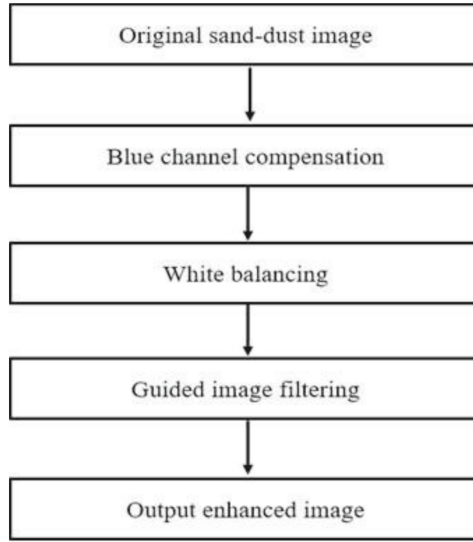 Original sand-dust image
Blue channel compensation
White balancing
Guided image filtering
Output enhanced image